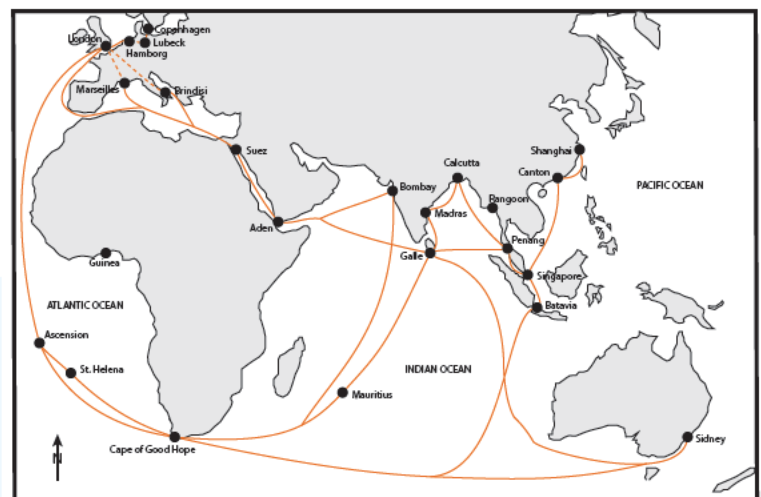 Copenhagen
London
Lubeck
Hamborg
Marseilles
Brindisi
Suez
Shanghai
Calcutta
Canton
PACIFIC OCEAN
Bombay
Rangoon
Madras
Aden
Penang
Galle
Guinea
Singapore
ATLANTIC OCEAN
Batavia
Ascension
St. Helena
INDIAN OCEAN
Mauritius
Sidney
Cape of Good Hope
N